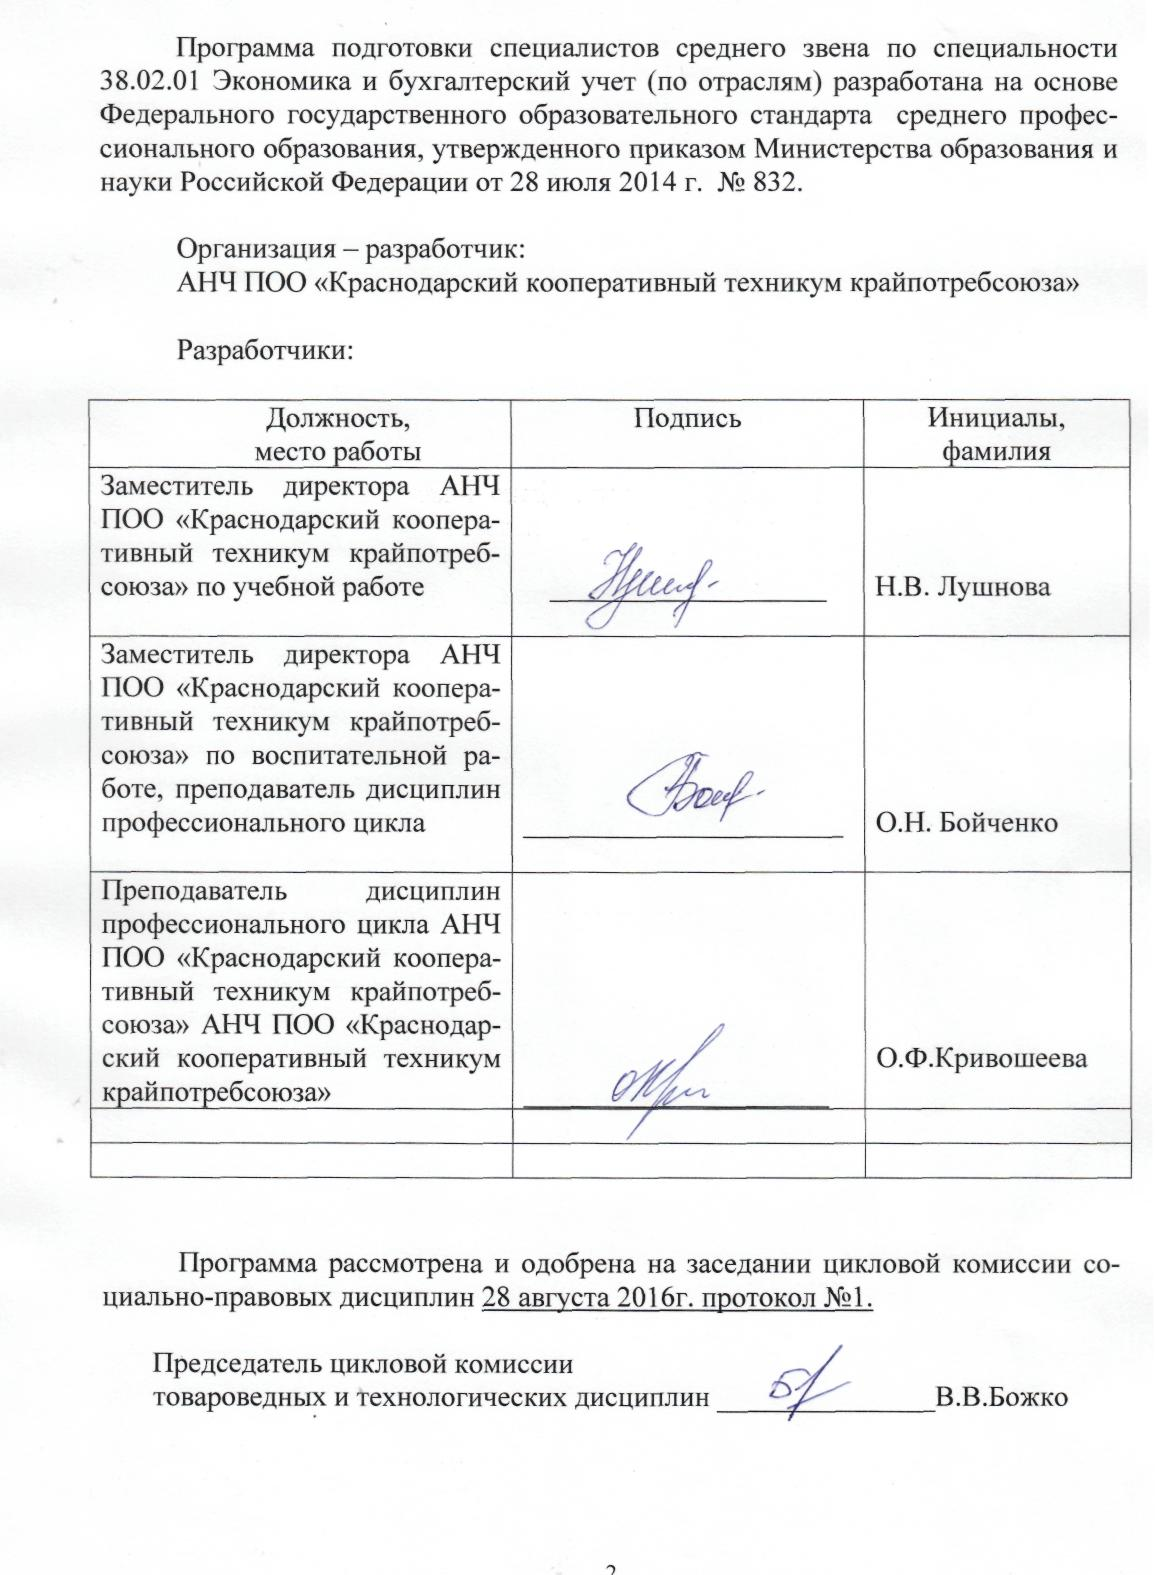 Программа подготовки специалистов среднего звена по специальности
38.02.01 Экономика и бухгалтерский учет (по отраслям) разработана на основе
Федерального государственного образовательного стандарта среднего профес-
сионального образования, утвержденного приказом Министерства образования и
науки Российской Федерации от 28 июля 2014 г. № 832.
Организация – разработчик:
АНЧ ПОО «Краснодарский кооперативный техникум крайпотребсоюза»
Разработчики:
Должность,
место работы
Подпись
Инициалы,
фамилия
Заместитель директора АНЧ
ПОО «Краснодарский коопера-
тивный техникум крайпотреб-
союза» по учебной работе
Н.В. Лушнова
Заместитель директора АНЧ
ПОО «Краснодарский коопера-
тивный техникум крайпотреб-
союза» по воспитательной ра-
боте, преподаватель дисциплин
профессионального цикла
О.Н. Бойченко
Преподаватель дисциплин
профессионального цикла АНЧ
ПОО «Краснодарский коопера-
тивный техникум крайпотреб-
союза» АНЧ ПОО «Краснодар-
ский кооперативный техникум
крайпотребсоюза»
О.Ф.Кривошеева
Программа рассмотрена и одобрена на заседании цикловой комиссии со-
циально-правовых дисциплин 28 августа 2016г. протокол №1.
Председатель цикловой комиссии
товароведных и технологических дисциплин В.В.Божко
2